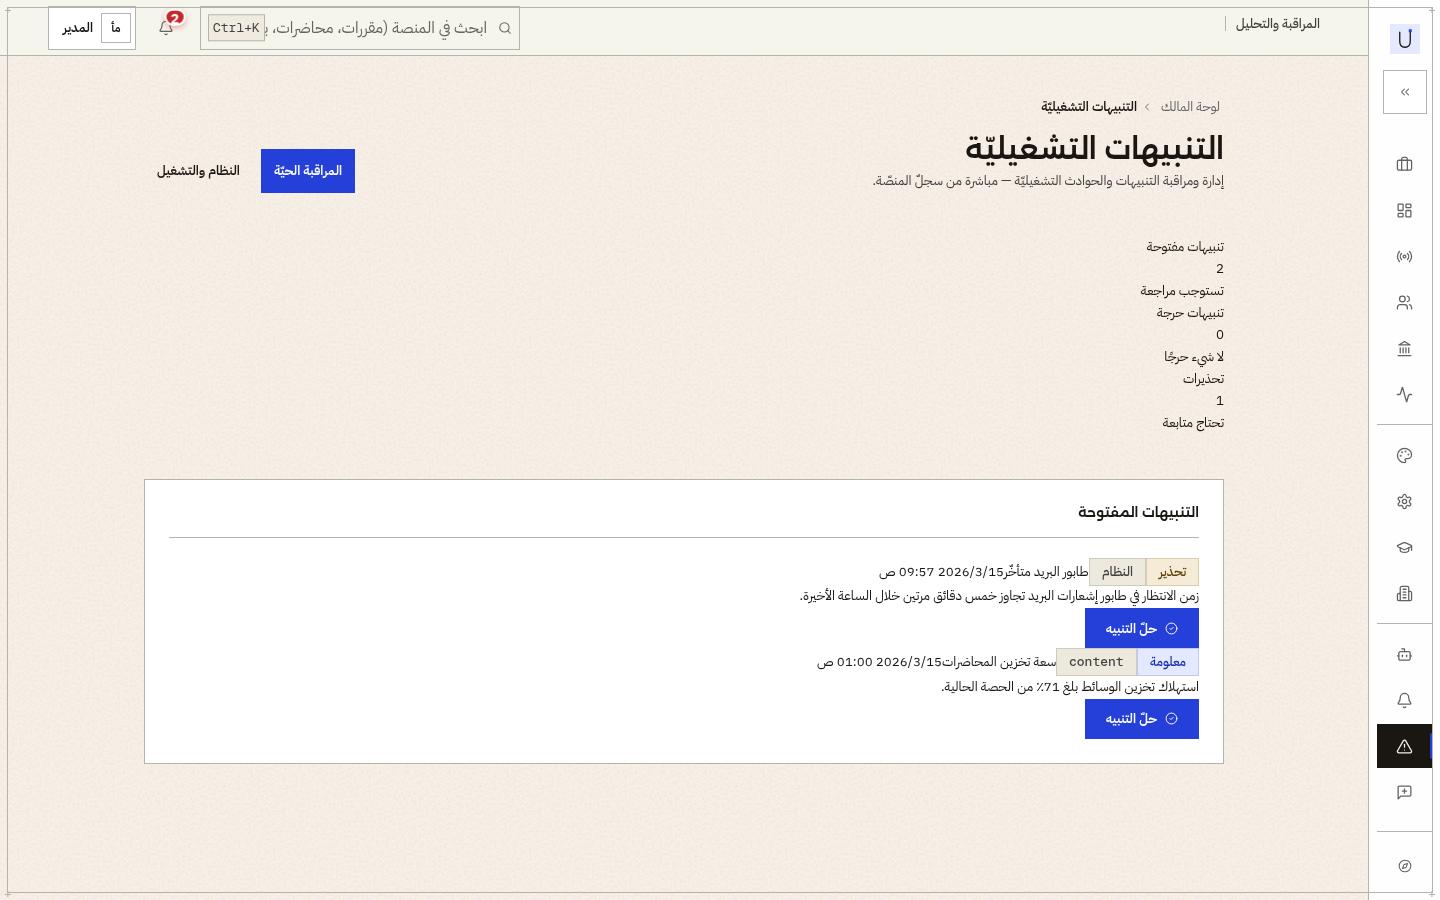 المراقبة والتحليل
ابحث في المنصة (مقررات، محاضرات، ب
Ctrl+K
2
مأ
المدير
لوحة المالك
التنبيهات التشغيليّة
التنبيهات التشغيليّة
إدارة ومراقبة التنبيهات والحوادث التشغيليّة — مباشرة من سجلّ المنصّة.
المراقبة الحيّة
النظام والتشغيل
تنبيهات مفتوحة
2
تستوجب مراجعة
تنبيهات حرجة
0
لا شيء حرجًا
تحذيرات
1
تحتاج متابعة
التنبيهات المفتوحة
تحذير النظام طابور البريد متأخّر 2026/3/15 09:57 ص
زمن الانتظار في طابور إشعارات البريد تجاوز خمس دقائق مرتين خلال الساعة الأخيرة.
حلّ التنبيه
معلومة content سعة تخزين المحاضرات 2026/3/15 01:00 ص
استهلاك تخزين الوسائط بلغ 71٪ من الحصة الحالية.
حلّ التنبيه